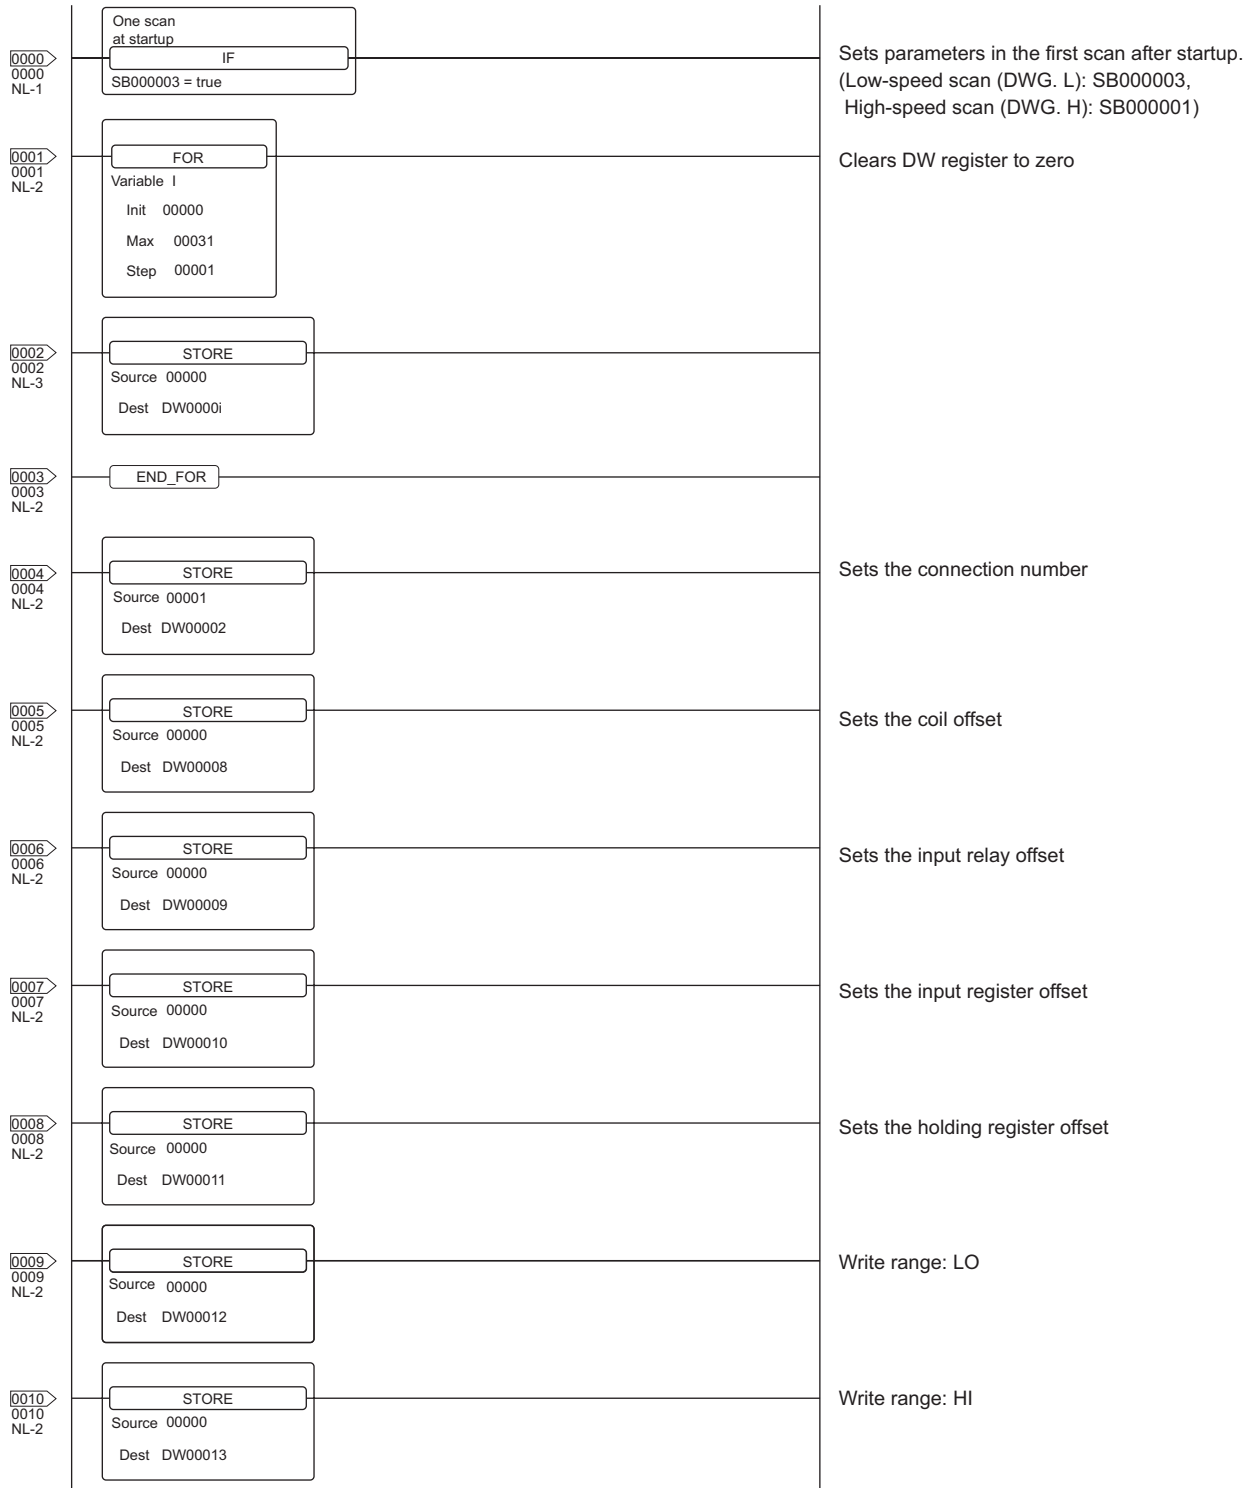 One scan
at startup
0000
0000
NL-1
IF
SB000003 = true
Sets parameters in the first scan after startup.
(Low-speed scan (DWG. L): SB000003,
High-speed scan (DWG. H): SB000001)
0001
0001
NL-2
FOR
Variable I
Init 00000
Max 00031
Step 00001
Clears DW register to zero
0002
0002
NL-3
STORE
Source 00000
Dest DW0000i
0003
0003
NL-2
END_FOR
0004
0004
NL-2
STORE
Source 00001
Dest DW00002
Sets the connection number
0005
0005
NL-2
STORE
Source 00000
Dest DW00008
Sets the coil offset
0006
0006
NL-2
STORE
Source 00000
Dest DW00009
Sets the input relay offset
0007
0007
NL-2
STORE
Source 00000
Dest DW00010
Sets the input register offset
0008
0008
NL-2
STORE
Source 00000
Dest DW00011
Sets the holding register offset
0009
0009
NL-2
STORE
Source 00000
Dest DW00012
Write range: LO
0010
0010
NL-2
STORE
Source 00000
Dest DW00013
Write range: HI